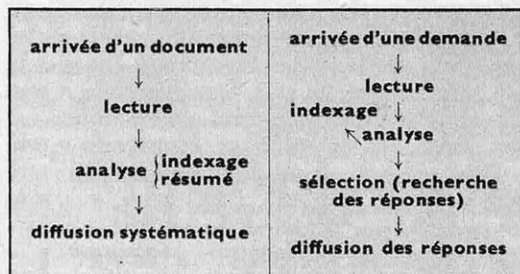 arrivée d'un document
lecture
analyse { indexage
résumé
diffusion systématique
arrivée d'une demande
lecture
indexage
analyse
sélection (recherche
des réponses)
diffusion des réponses